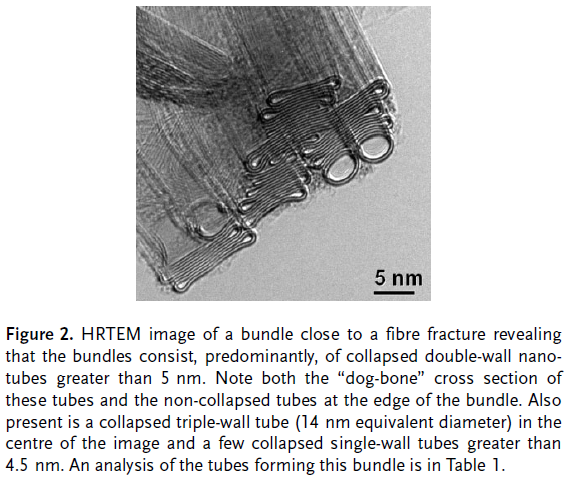 5 nm
Figure 2. HRTEM image of a bundle close to a fibre fracture revealing
that the bundles consist, predominantly, of collapsed double-wall nano-
tubes greater than 5 nm. Note both the “dog-bone” cross section of
these tubes and the non-collapsed tubes at the edge of the bundle. Also
present is a collapsed triple-wall tube (14 nm equivalent diameter) in the
centre of the image and a few collapsed single-wall tubes greater than
4.5 nm. An analysis of the tubes forming this bundle is in Table 1.